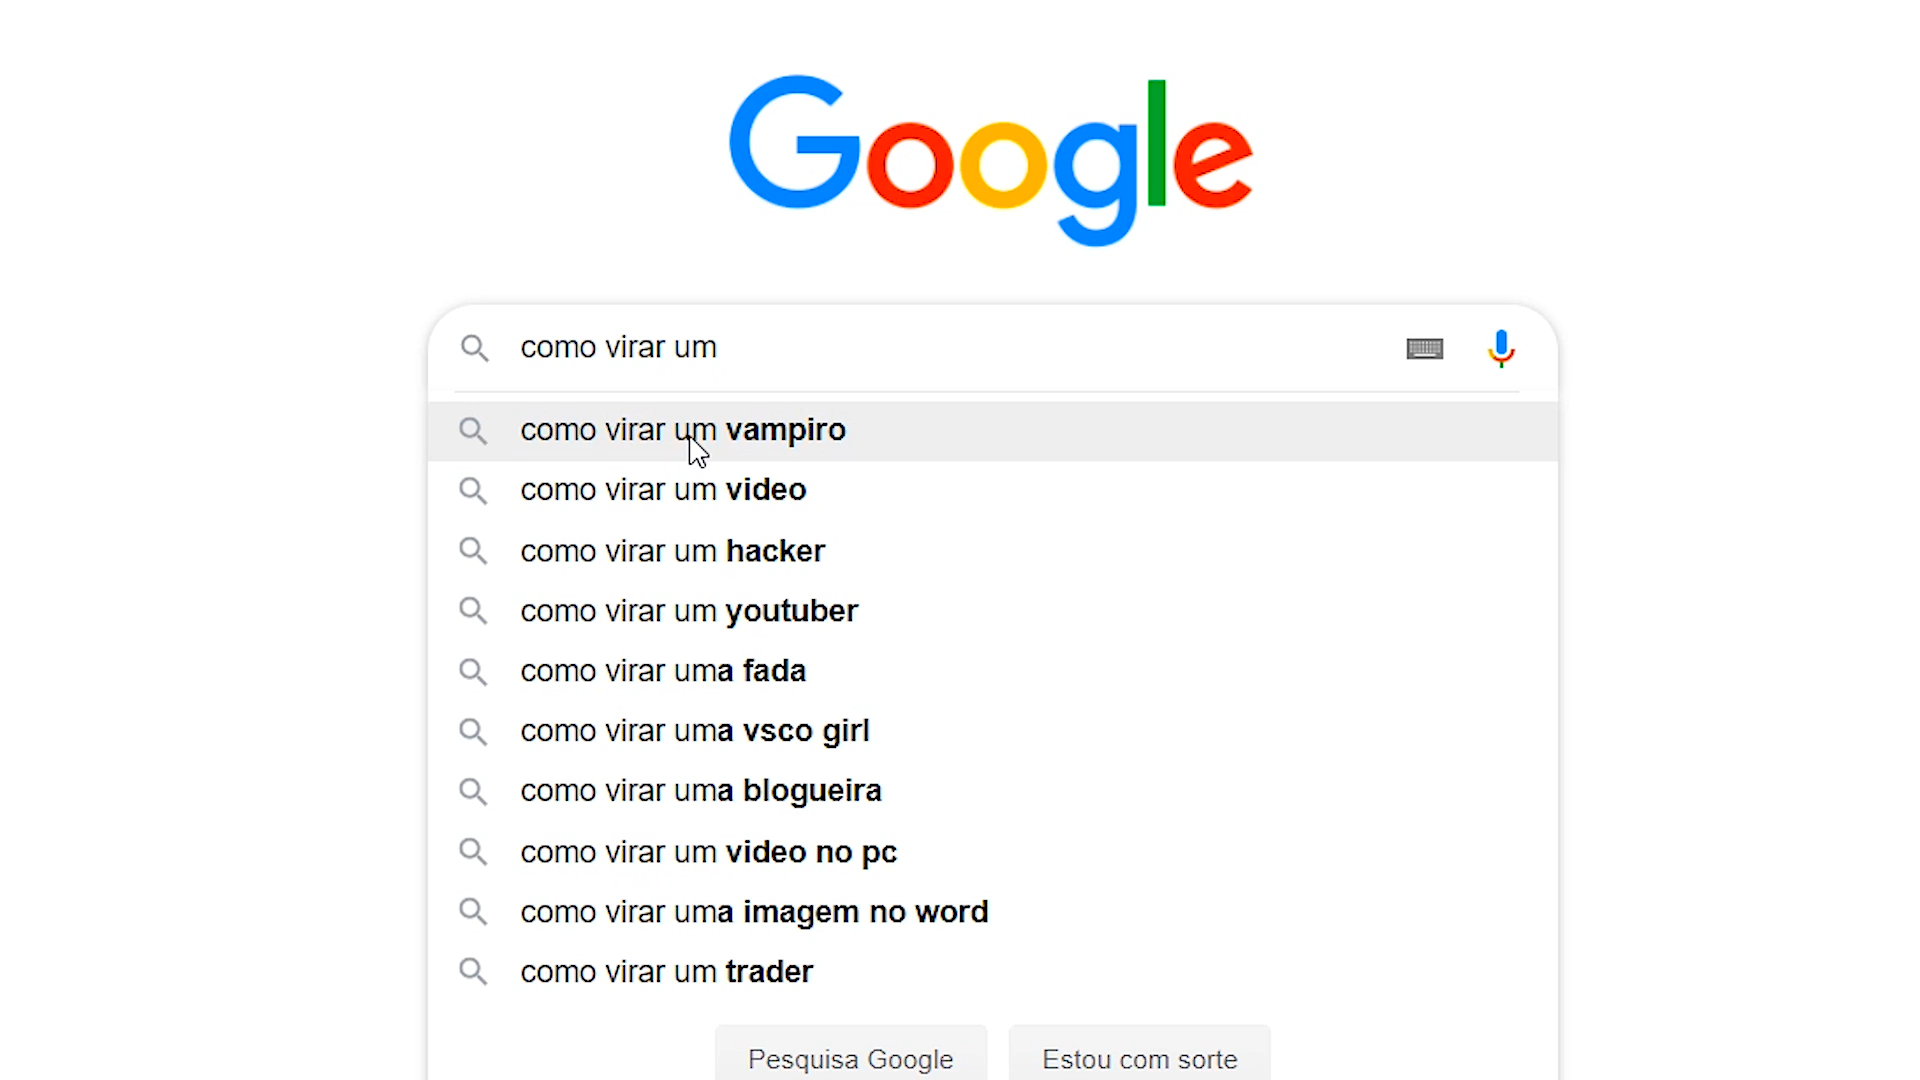 Google
como virar um
como virar um vampiro
como virar um video
como virar um hacker
como virar um youtuber
como virar uma fada
como virar uma vsco girl
como virar uma blogueira
como virar um video no pc
como virar uma imagem no word
como virar um trader
Pesquisa Google
Estou com sorte